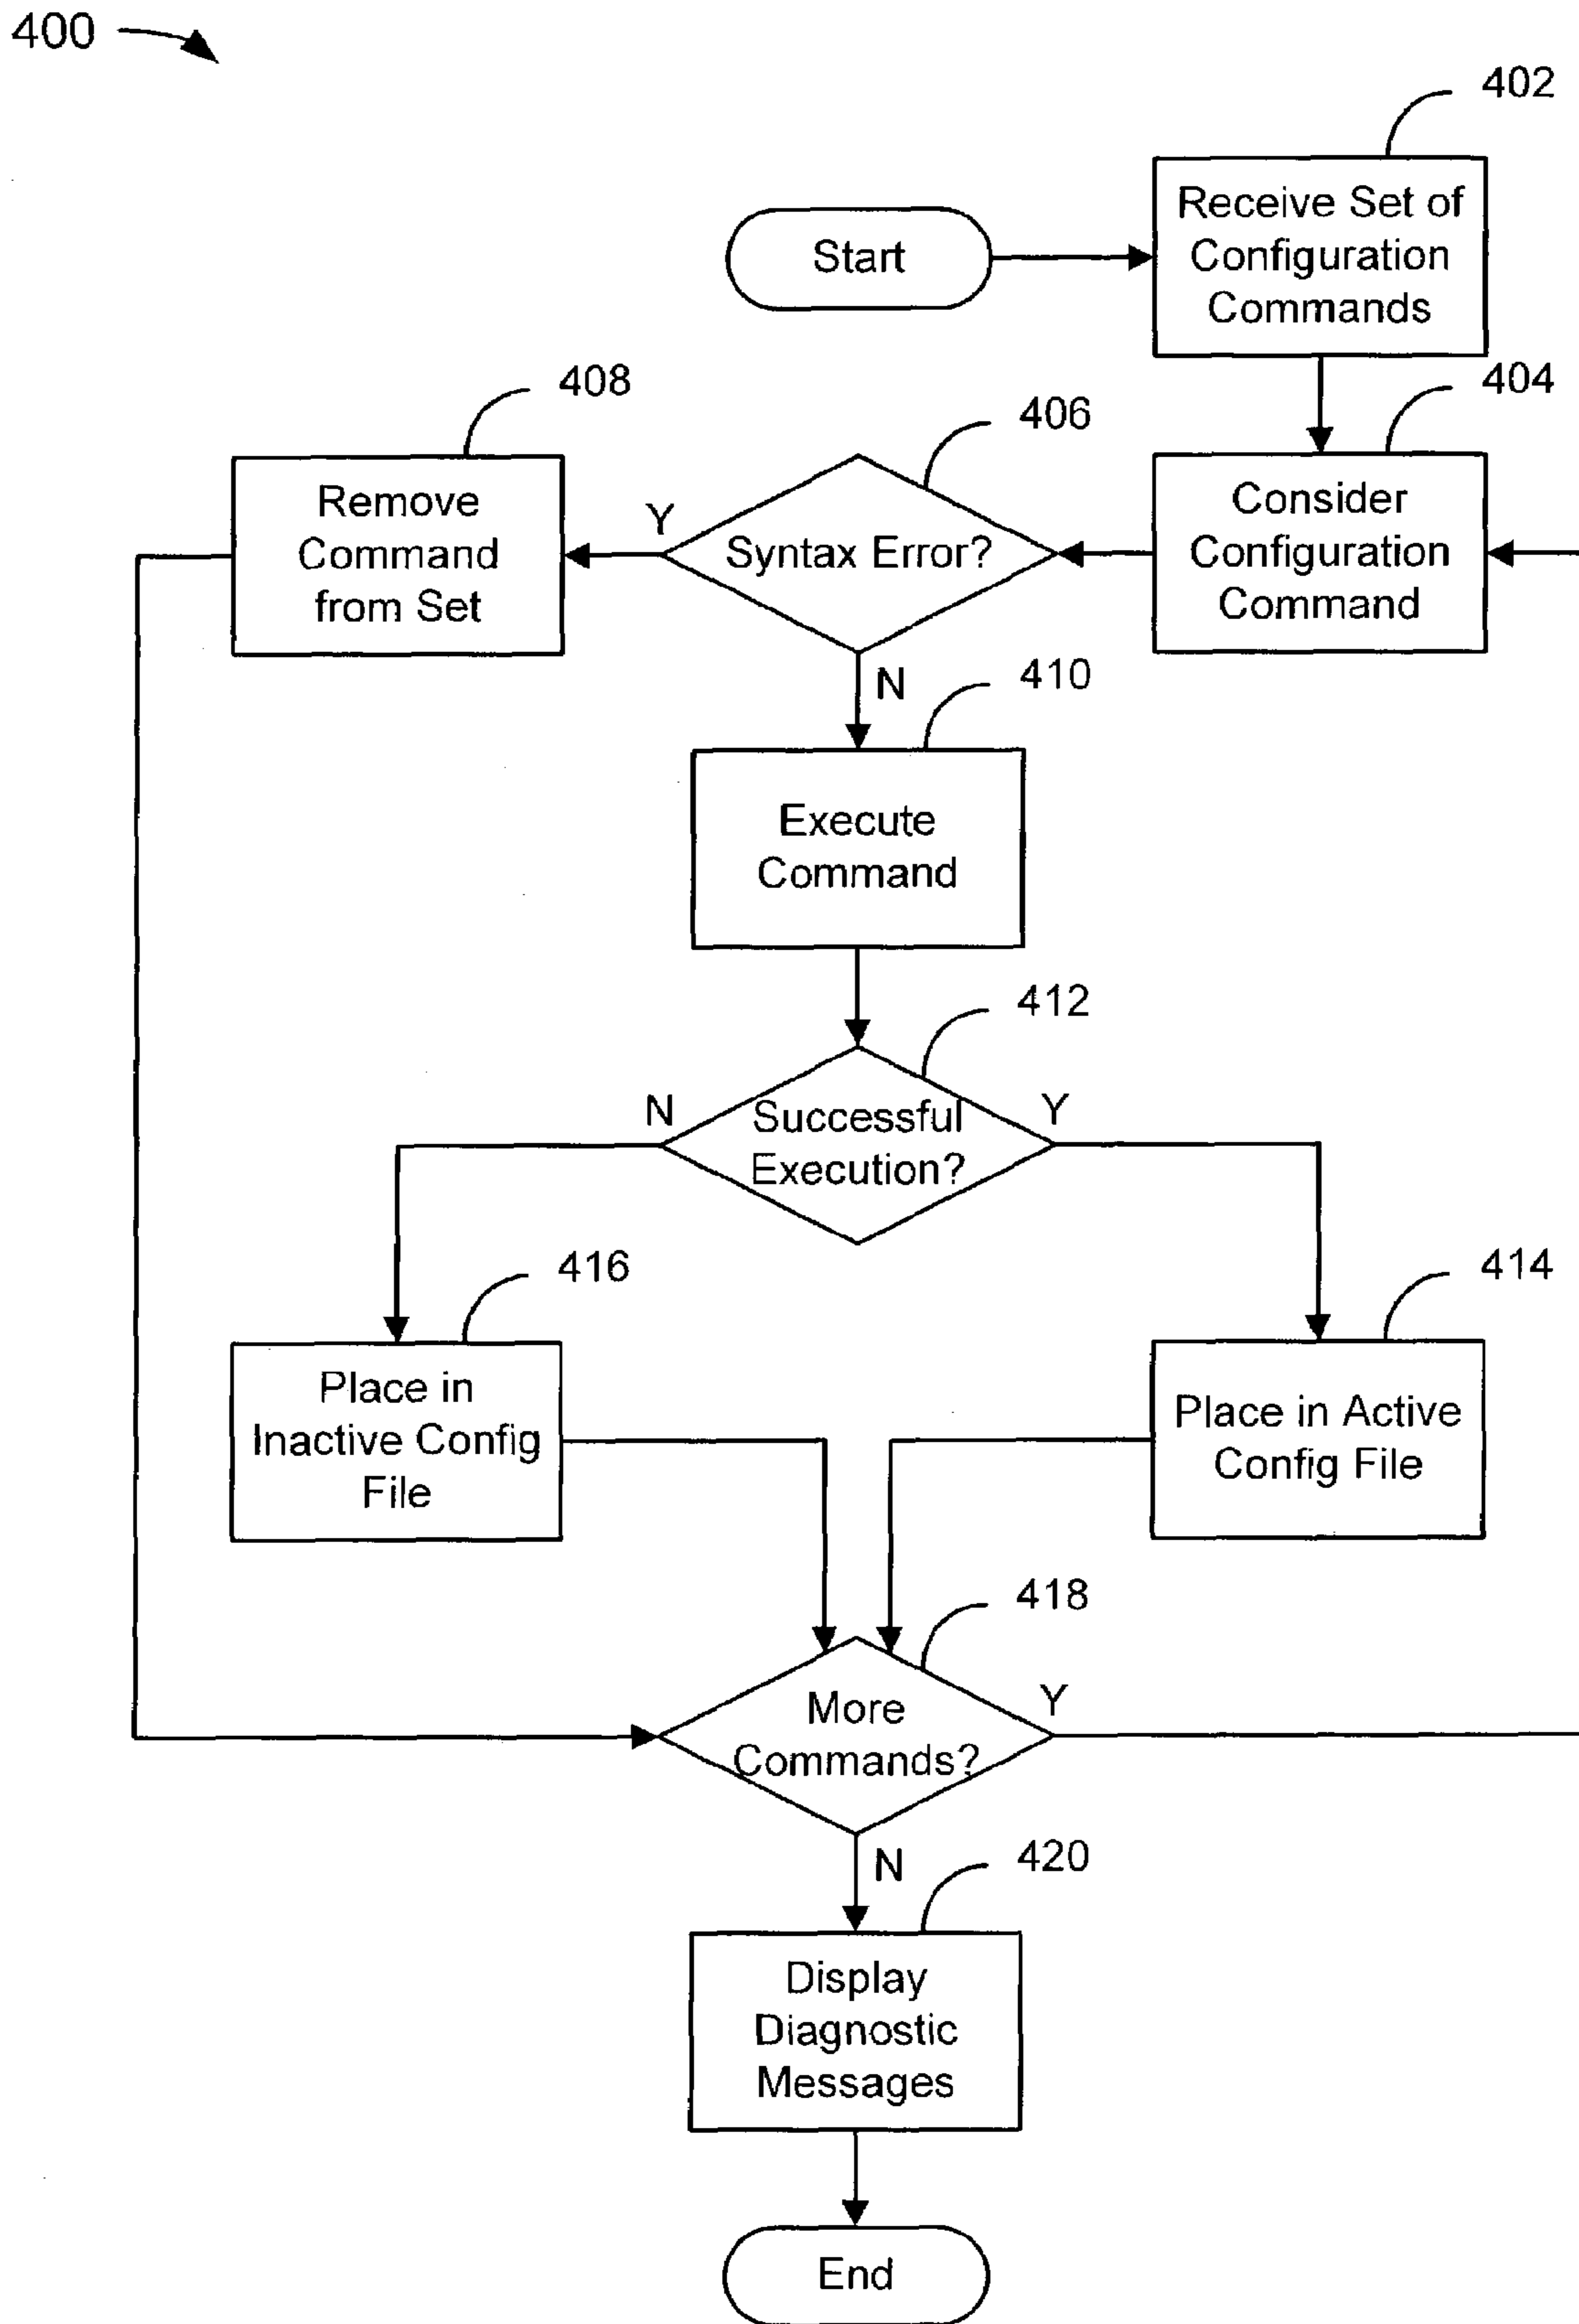 400
402
Receive Set of
Configuration
Commands
Start
408
406
404
Remove
Command
from Set
Y
Syntax Error?
Consider
Configuration
Command
N
410
Execute
Command
412
N
Successful
Execution?
Y
416
414
Place in
Inactive Config
File
Place in Active
Config File
418
More
Commands?
Y
N
420
Display
Diagnostic
Messages
End